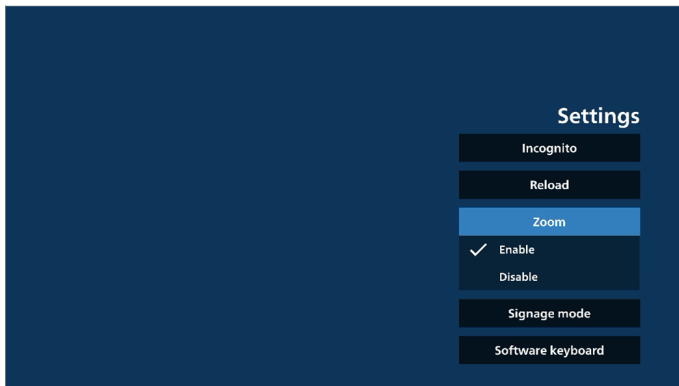 Settings
Incognito
Reload
Zoom
Enable
Disable
Signage mode
Software keyboard